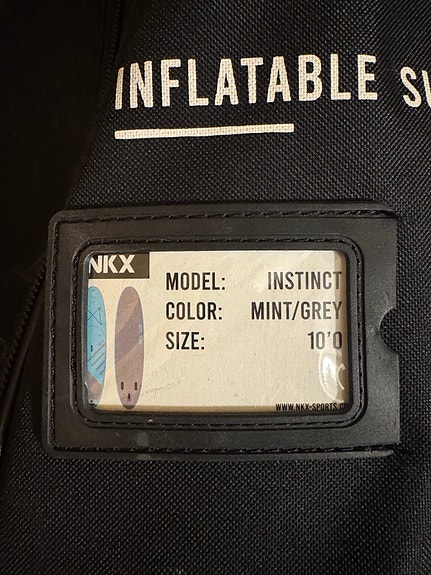 INFLATABLE
NKX
MODEL: INSTINCT
COLOR: MINT/GREY
SIZE: 10'0
WWW.NKX-SPORTS.C